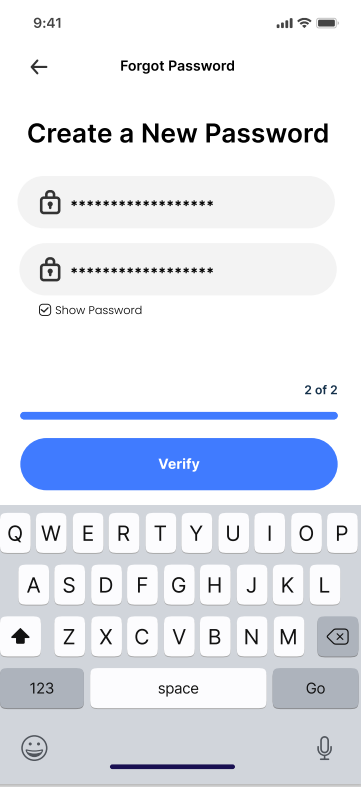 9:41
Forgot Password
Create a New Password
******************
******************
Show Password
2 of 2
Verify
Q W E R T Y U I O P
A S D F G H J K L
Z X C V B N M
123 space Go